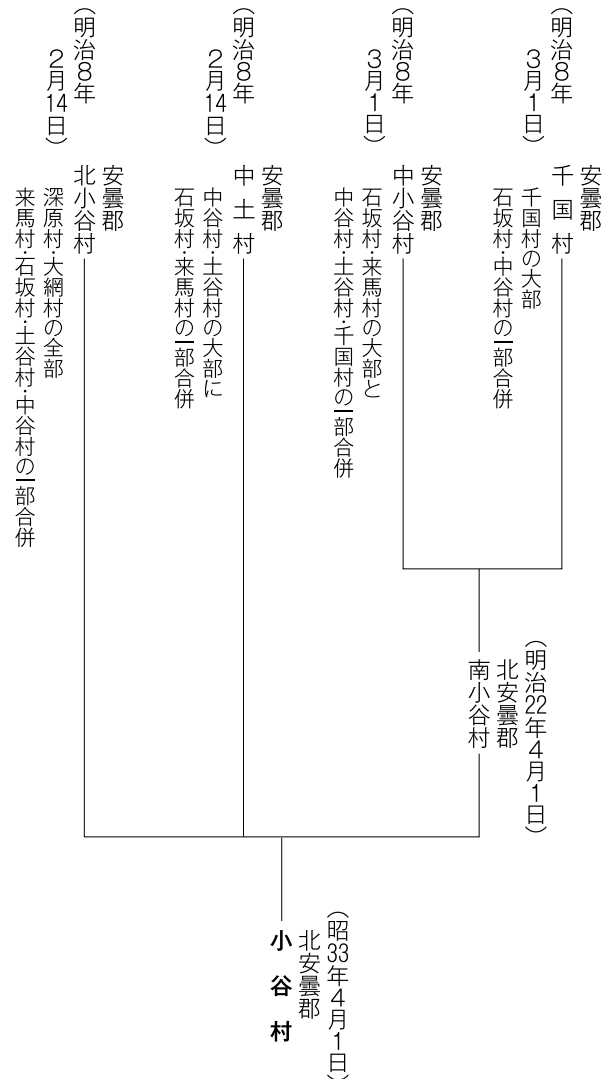 （明治8年
3月1日）
安曇郡
千国村
千国村の大部
石坂村・中谷村の一部合併
（明治8年
3月1日）
安曇郡
中小谷村
石坂村・来馬村の大部と
中谷村・土谷村・千国村の一部合併
（明治8年
2月14日）
安曇郡
中土村
中谷村・土谷村の大部に
石坂村・来馬村の一部合併
（明治8年
2月14日）
安曇郡
北小谷村
深原村・大網村の全部
来馬村・石坂村・土谷村・中谷村の一部合併
（明治22年4月1日）
北安曇郡
南小谷村
（昭33年4月1日）
北安曇郡
小谷村